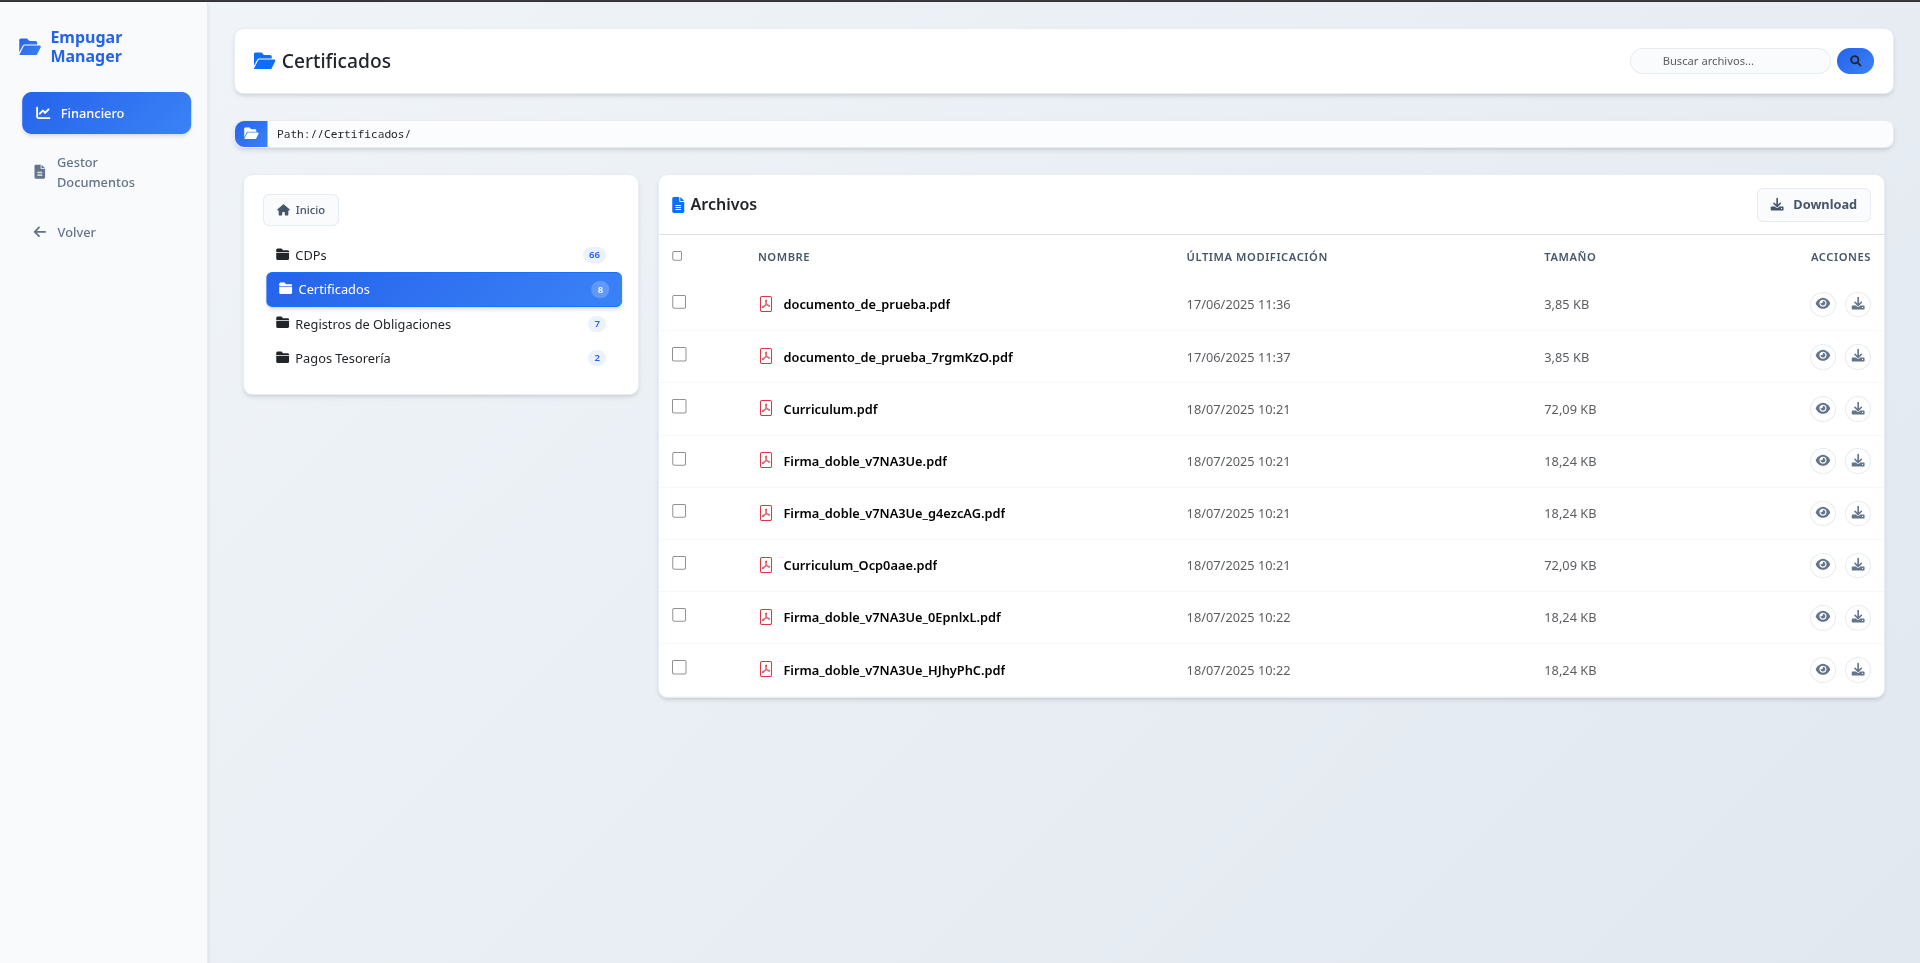 Empugar
Manager
Financiero
Gestor
Documentos
Volver
Certificados
Buscar archivos...
Path://Certificados/
Inicio
CDPs 66
Certificados 8
Registros de Obligaciones 7
Pagos Tesorería 2
Archivos
Download
NOMBRE ÚLTIMA MODIFICACIÓN TAMAÑO ACCIONES
documento_de_prueba.pdf 17/06/2025 11:36 3,85 KB
documento_de_prueba_7rgmKzO.pdf 17/06/2025 11:37 3,85 KB
Curriculum.pdf 18/07/2025 10:21 72,09 KB
Firma_doble_v7NA3Ue.pdf 18/07/2025 10:21 18,24 KB
Firma_doble_v7NA3Ue_g4ezcAG.pdf 18/07/2025 10:21 18,24 KB
Curriculum_Ocp0aae.pdf 18/07/2025 10:21 72,09 KB
Firma_doble_v7NA3Ue_0EpnlxL.pdf 18/07/2025 10:22 18,24 KB
Firma_doble_v7NA3Ue_HJhyPhC.pdf 18/07/2025 10:22 18,24 KB